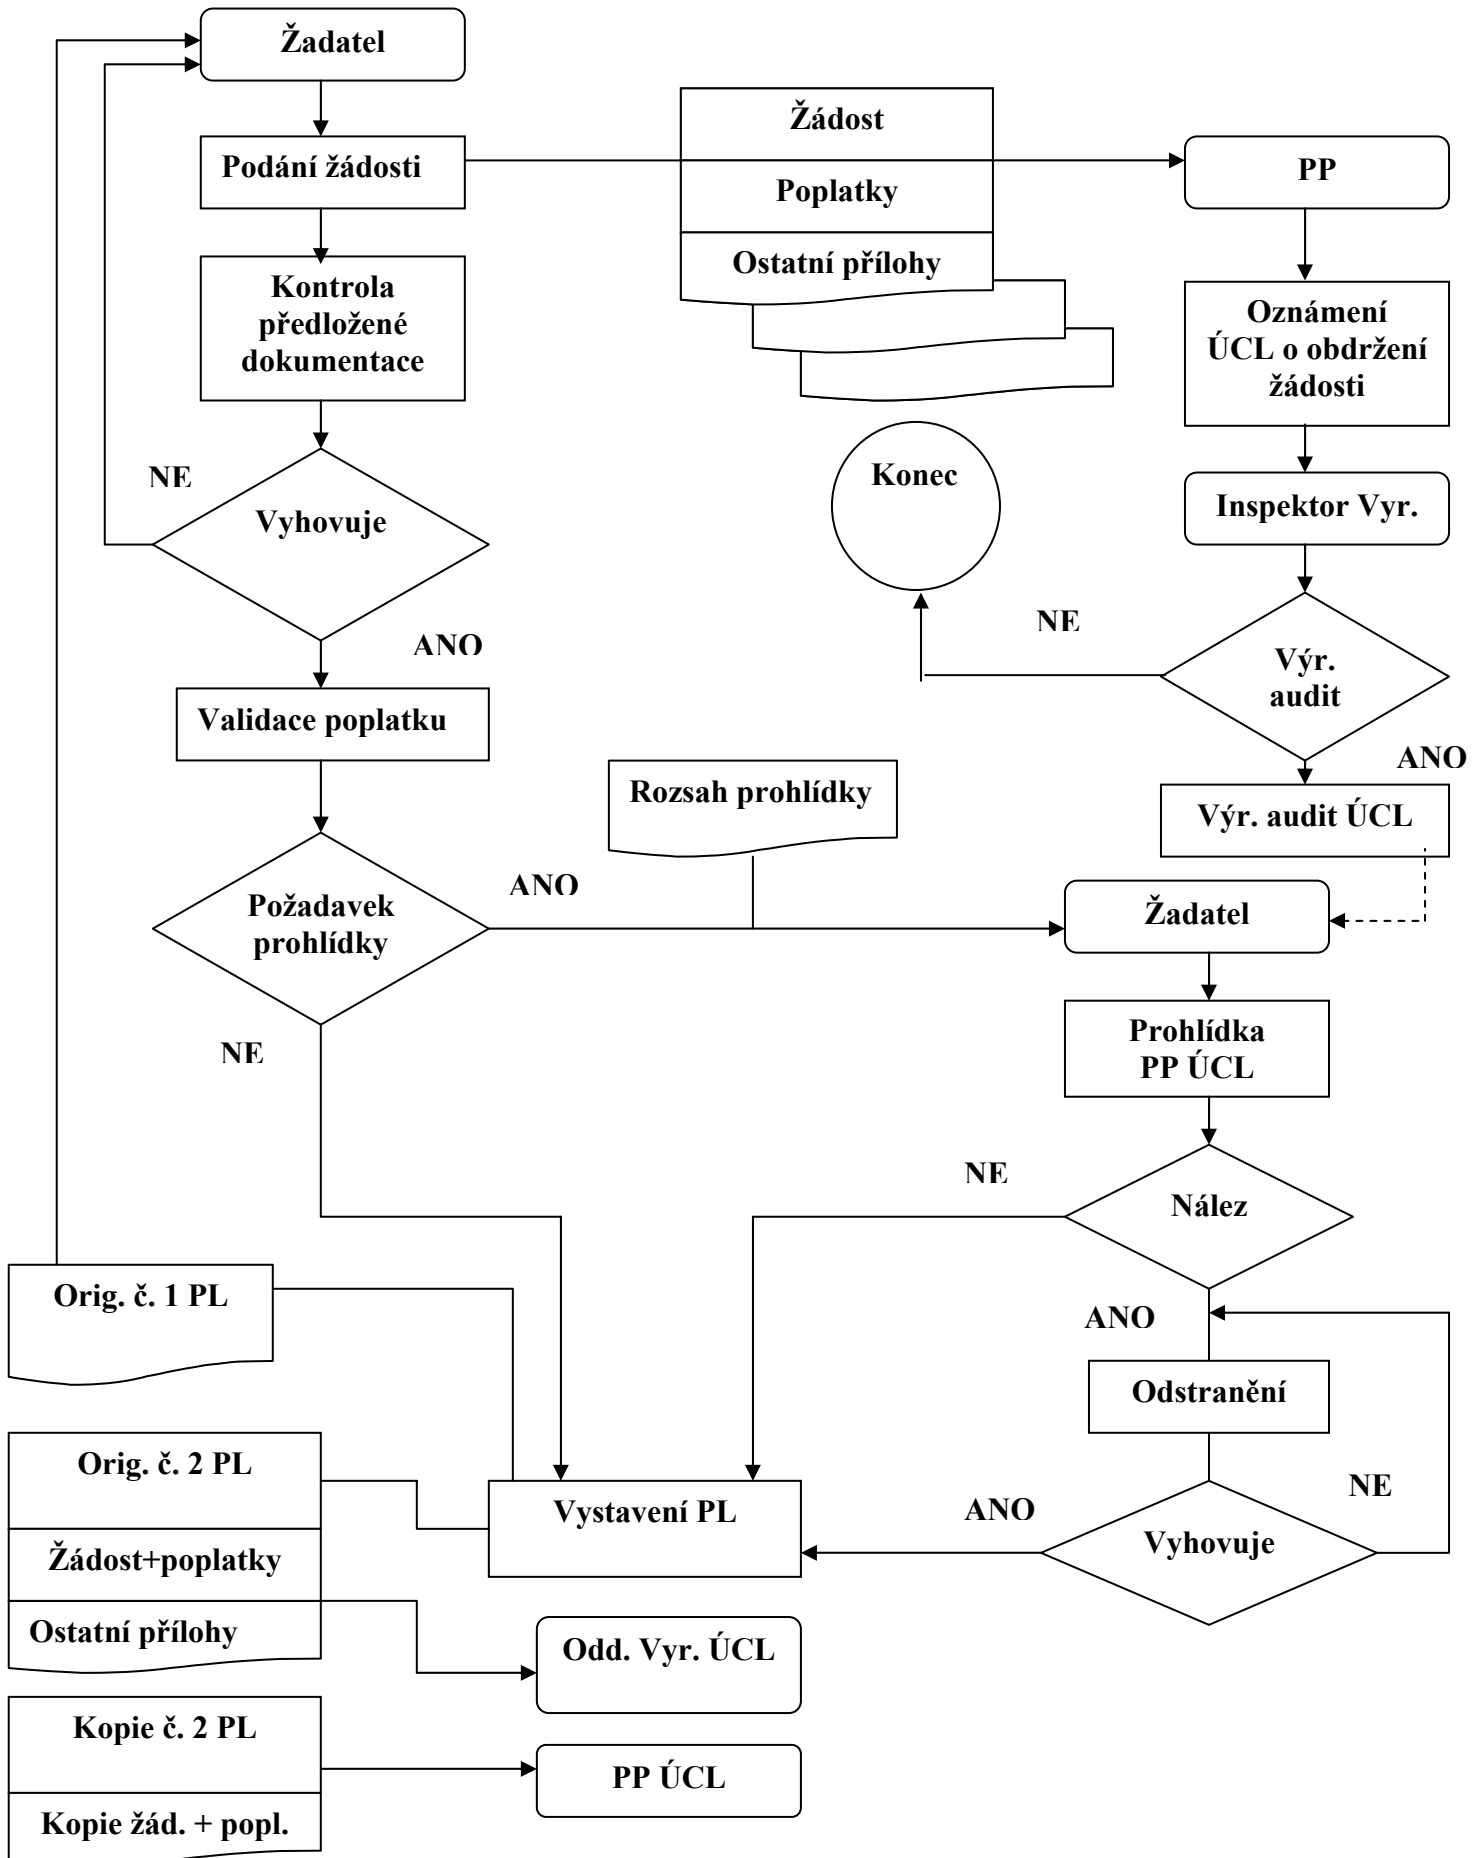 Žadatel
Podání žádosti
Kontrola
předložené
dokumentace
NE
Vyhovuje
ANO
Validace poplatku
Požadavek
prohlídky
ANO
NE
Žádost
Poplatky
Ostatní přílohy
PP
Oznámení
ÚCL o obdržení
žádosti
Konec
Inspektor Vyr.
NE
Výr.
audit
ANO
Výr. audit ÚCL
Rozsah prohlídky
Žadatel
Prohlídka
PP ÚCL
NE
Nález
ANO
Odstranění
NE
ANO
Vyhovuje
Vystavení PL
Orig. č. 1 PL
Orig. č. 2 PL
Žádost+poplatky
Ostatní přílohy
Odd. Vyr. ÚCL
Kopie č. 2 PL
PP ÚCL
Kopie žád. + popl.